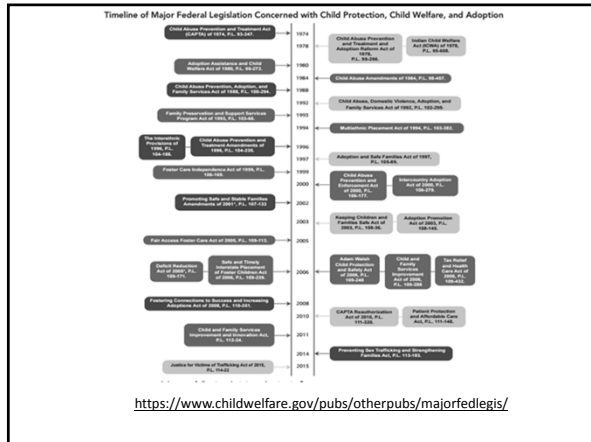 Timeline of Major Federal Legislation Concerned with Child Protection, Child Welfare, and Adoption
Child Abuse Prevention and Treatment Act
(CAPTA) of 1974, P.L. 93-247.
1974
1978
Child Abuse Prevention
and Treatment and
Adoption Reform Act of
1978,
P.L. 95-266.
Indian Child Welfare
Act (ICWA) of 1978,
P.L. 95-608.
Adoption Assistance and Child
Welfare Act of 1980, P.L. 96-272.
1980
1984
Child Abuse Amendments of 1984, P.L. 98-457.
Child Abuse Prevention, Adoption, and
Family Services Act of 1988, P.L. 100-294.
1988
1992
Child Abuse, Domestic Violence, Adoption, and
Family Services Act of 1992, P.L. 102-295.
Family Preservation and Support Services
Program Act of 1993, P.L. 103-66.
1993
1994
Multiethnic Placement Act of 1994, P.L. 103-382.
The Interethnic
Provisions of
1996, P.L.
104-188.
Child Abuse Prevention and
Treatment Amendments of
1996, P.L. 104-235.
1996
1997
Adoption and Safe Families Act of 1997,
P.L. 105-89.
Foster Care Independence Act of 1999, P.L.
106-169.
1999
2000
Child Abuse
Prevention and
Enforcement Act
of 2000, P.L.
106-177.
Intercountry Adoption
Act of 2000, P.L.
106-279.
Promoting Safe and Stable Families
Amendments of 2001*, P.L. 107-133
2002
2003
Keeping Children and
Families Safe Act of
2003, P.L. 108-36.
Adoption Promotion
Act of 2003, P.L.
108-145.
Fair Access Foster Care Act of 2005, P.L. 109-113.
2005
Deficit Reduction
Act of 2005*, P.L.
109-171.
Safe and Timely
Interstate Placement
of Foster Children Act
of 2006, P.L. 109-239.
2006
Adam Walsh
Child Protection
and Safety Act of
2006, P.L.
109-248
Child and
Family
Services
Improvement
Act of 2006,
P.L. 109-288
Tax Relief
and Health
Care Act of
2006, P.L.
109-432.
Fostering Connections to Success and Increasing
Adoptions Act of 2008, P.L. 110-351.
2008
2010
CAPTA Reauthorization
Act of 2010, P.L.
111-320.
Patient Protection
and Affordable Care
Act, P.L. 111-148.
Child and Family Services
Improvement and Innovation Act,
P.L. 112-34.
2011
2014
Preventing Sex Trafficking and Strengthening
Families Act, P.L. 113-183.
Justice for Victims of Trafficking Act of 2015,
P.L. 114-22
2015
https://www.childwelfare.gov/pubs/otherpubs/majorfedlegis/